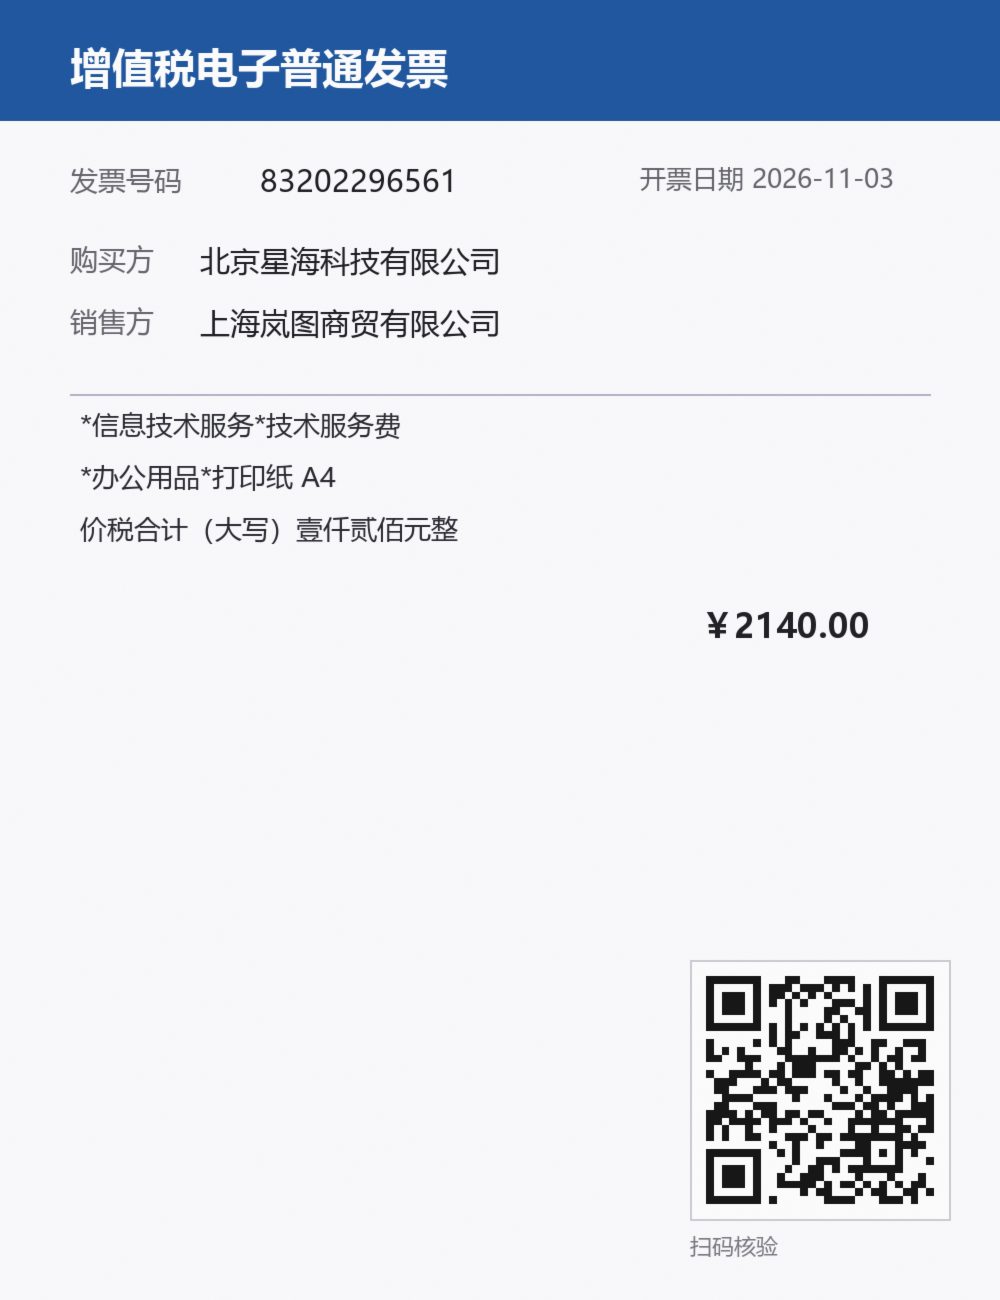 增值税电子普通发票
发票号码 83202296561 开票日期 2026-11-03
购买方 北京星海科技有限公司
销售方 上海岚图商贸有限公司
*信息技术服务*技术服务费
*办公用品*打印纸 A4
价税合计（大写）壹仟贰佰元整
¥2140.00
扫码核验